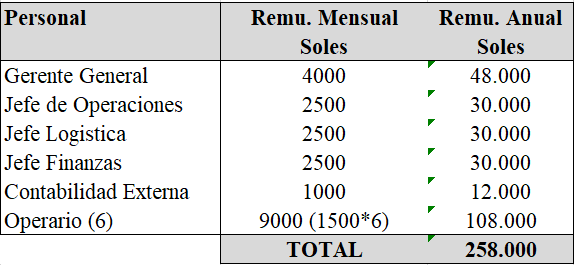 Personal Remu. Mensual Soles Remu. Anual Soles
Gerente General 4000 48.000
Jefe de Operaciones 2500 30.000
Jefe Logistica 2500 30.000
Jefe Finanzas 2500 30.000
Contabilidad Externa 1000 12.000
Operario (6) 9000 (1500*6) 108.000
TOTAL 258.000